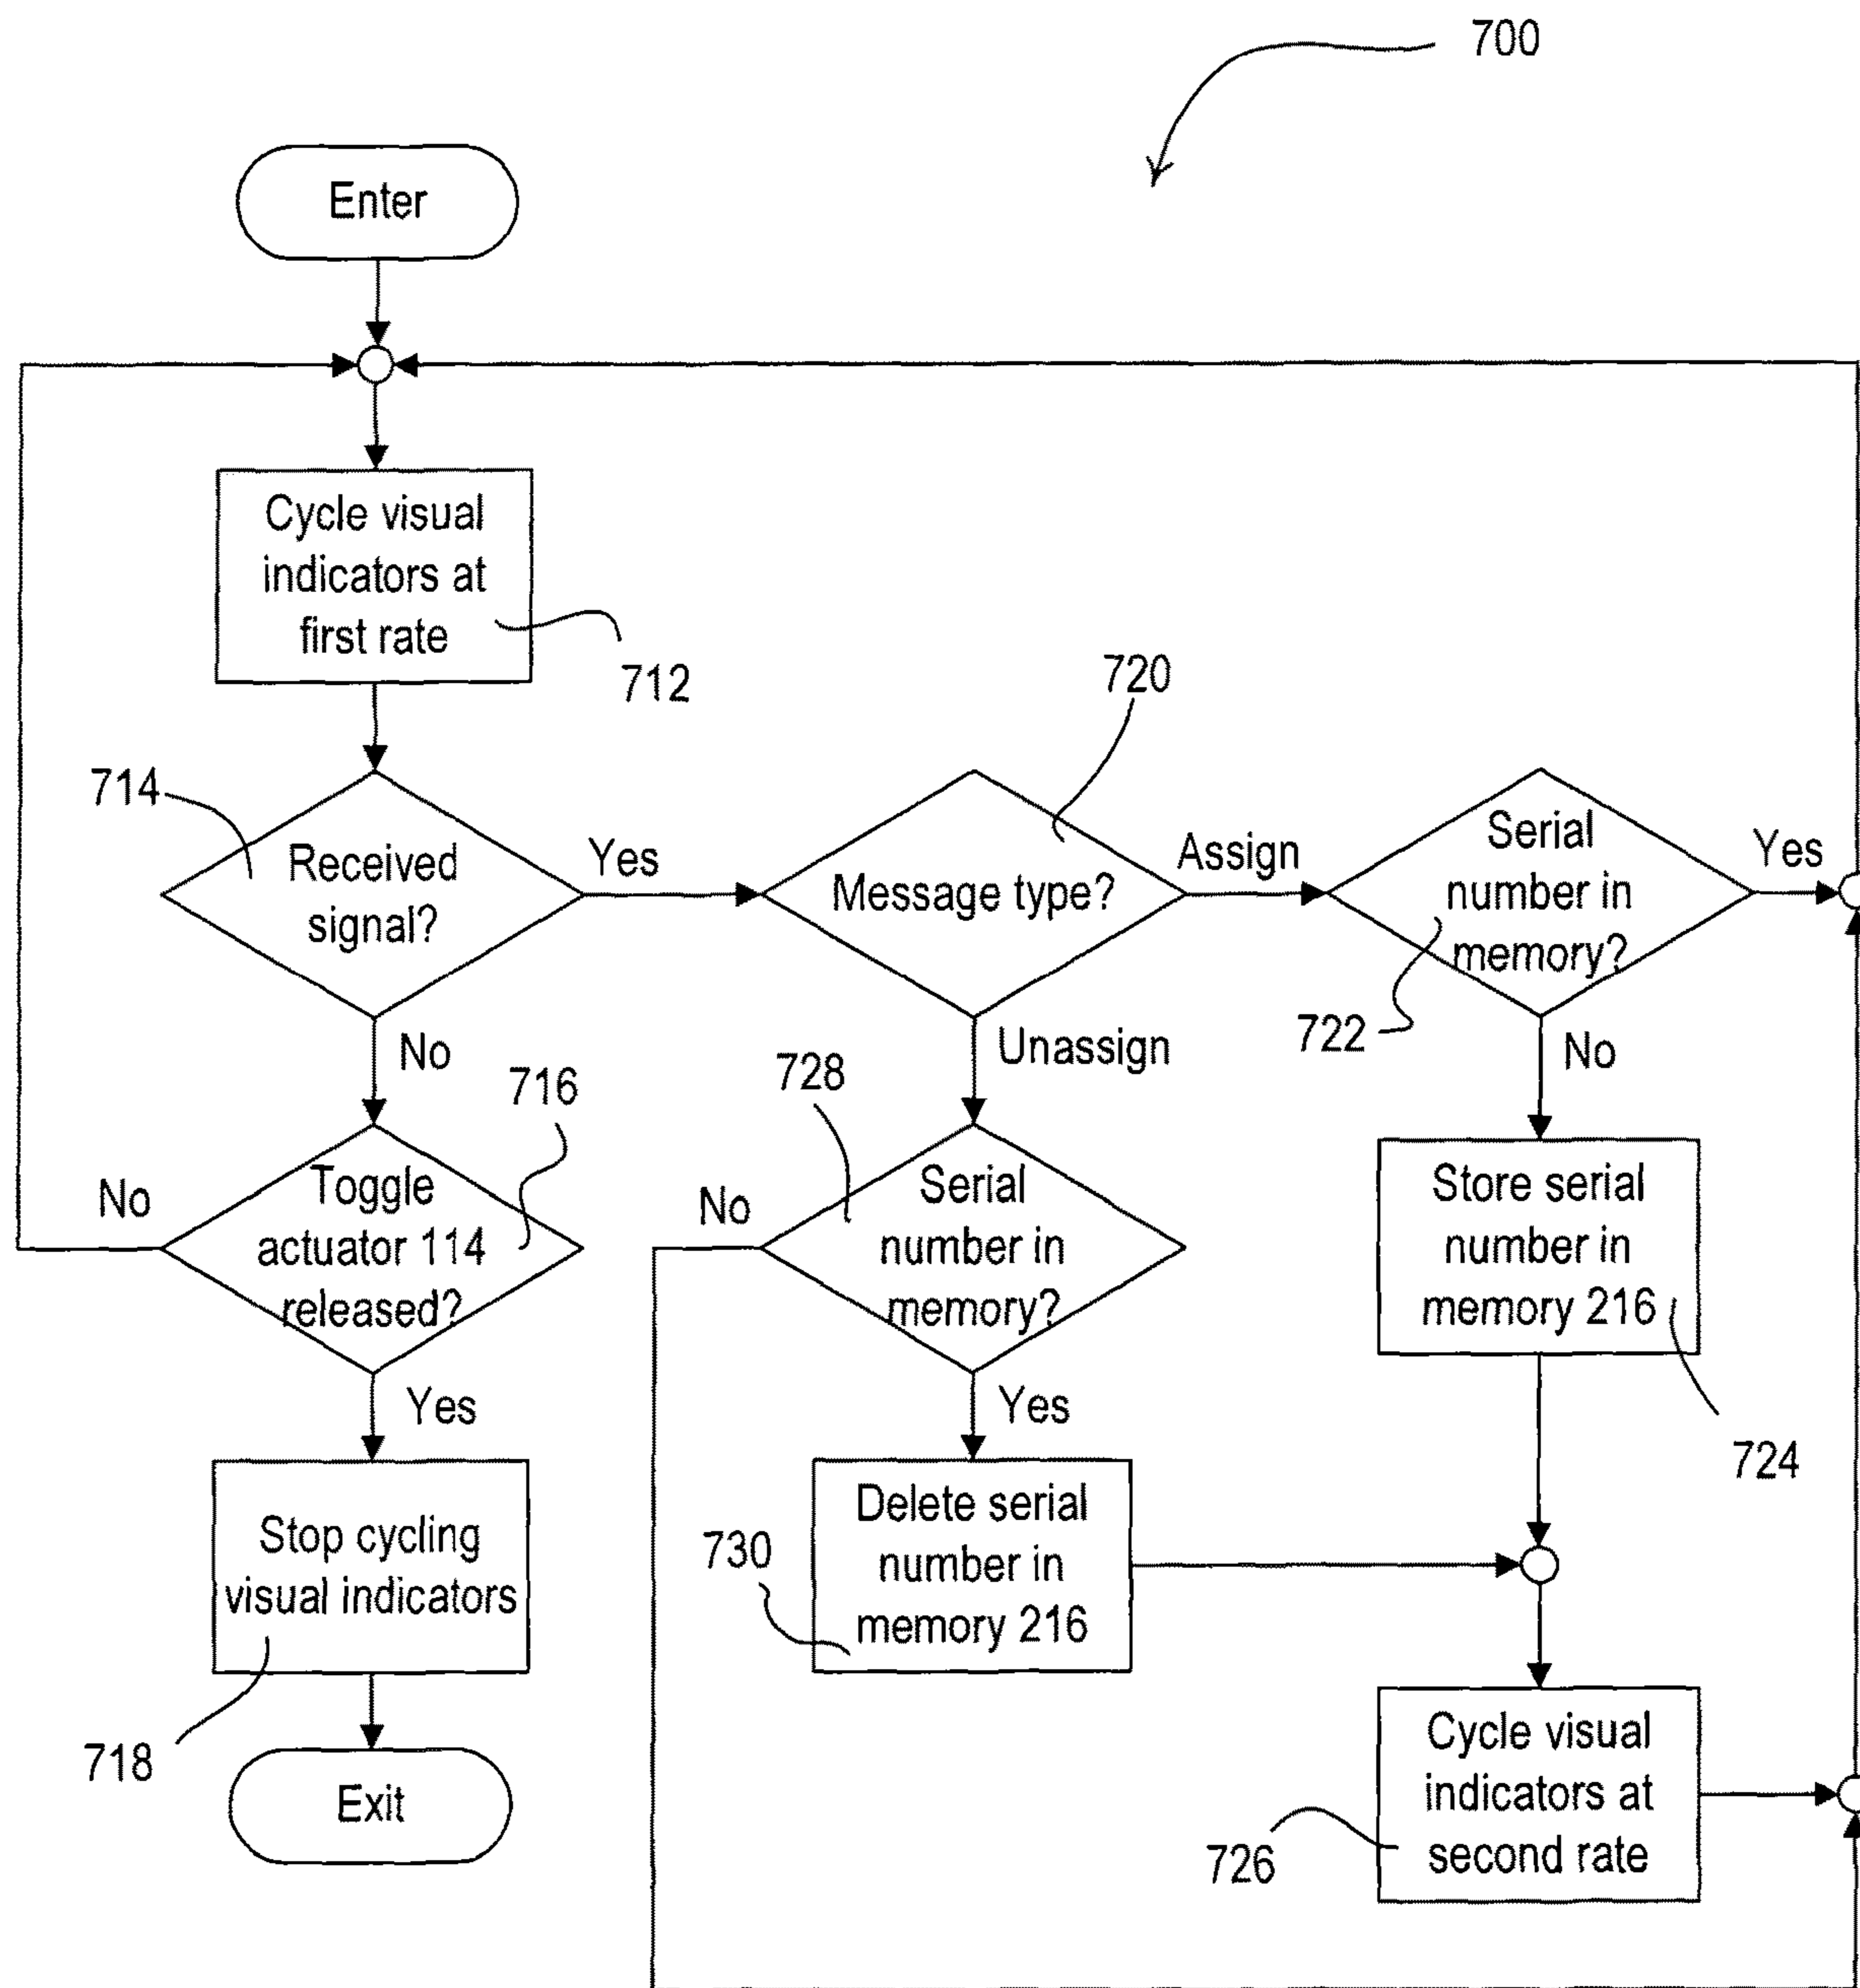 700
Enter
Cycle visual
indicators at
first rate
712
720
714
Received
signal?
Yes
Message type?
Assign
Serial
number in
memory?
Yes
722
No
Unassign
No
716
728
Toggle
actuator 114
released?
No
Serial
number in
memory?
No
Store serial
number in
memory 216
724
Yes
Yes
Stop cycling
visual indicators
718
730
Delete serial
number in
memory 216
Exit
Cycle visual
indicators at
second rate
726